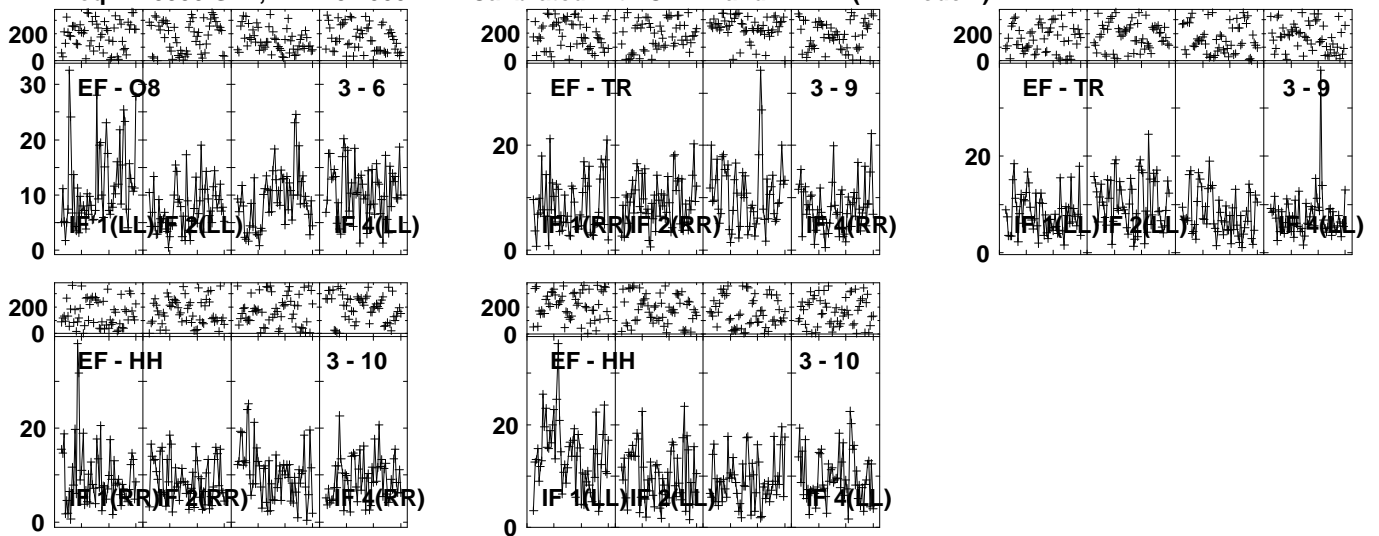 200
0
200
0
200
0
30
20
10
0
EF - O8 3 - 6
IF 1(LL) IF 2(LL) IF 4(LL)
20
0
EF - TR 3 - 9
IF 1(RR) IF 2(RR) IF 4(RR)
20
0
EF - TR 3 - 9
IF 1(LL) IF 2(LL) IF 4(LL)
200
0
200
0
20
0
EF - HH 3 - 10
IF 1(RR) IF 2(RR) IF 4(RR)
20
0
EF - HH 3 - 10
IF 1(LL) IF 2(LL) IF 4(LL)